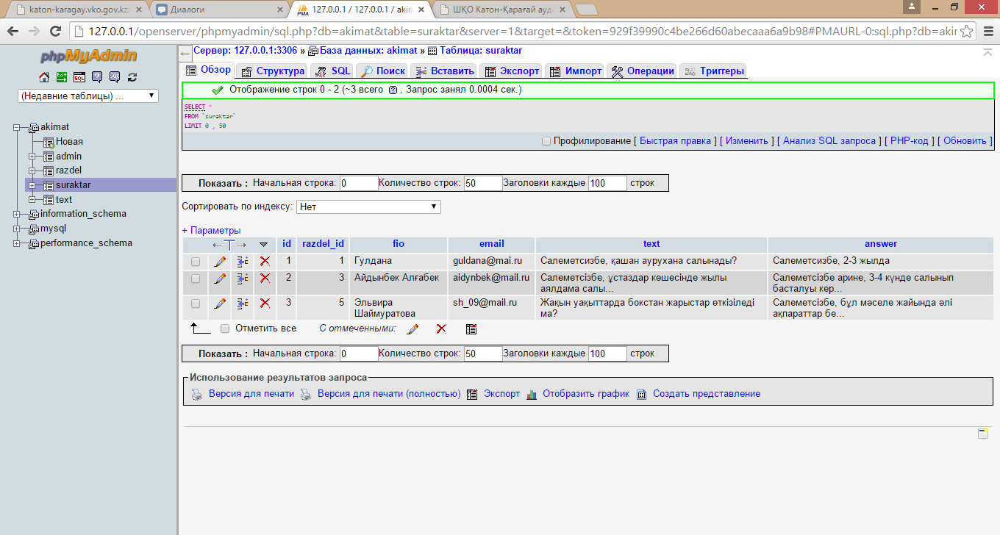 katon-karagay.vko.gov.kz/
Диалоги
127.0.0.1 / 127.0.0.1 / akim
ШҚО Катон-Қарағай ауд
127.0.0.1/openserver/phpmyadmin/sql.php?db=akimat&table=suraktar&server=1&target=&token=929f39990c4be266d60abecaaa6a9b98#PMAURL-0:sql.php?db=akir
phpMyAdmin
(Недавние таблицы) ...
akimat
Новая
admin
razdel
suraktar
text
information_schema
mysql
performance_schema
Сервер: 127.0.0.1:3306 » База данных: akimat » Таблица: suraktar
Обзор Структура SQL Поиск Вставить Экспорт Импорт Операции Триггеры
Отображение строк 0 - 2 (~3 всего , Запрос занял 0.0004 сек.)
SELECT *
FROM `suraktar`
LIMIT 0 , 50
Профилирование [ Быстрая правка ] [ Изменить ] [ Анализ SQL запроса ] [ PHP-код ] [ Обновить ]
Показать : Начальная строка: 0 Количество строк: 50 Заголовки каждые 100 строк
Сортировать по индексу: Нет
+ Параметры
←T→ id razdel_id fio email text answer
1 1 Гулдана guldana@mai.ru Салеметсизбе, қашан аурухана салынады? Салеметсизбе, 2-3 жылда
2 3 Айдынбек Алғабек aidynbek@mail.ru Салеметсізбе, ұстаздар көшесінде жылы Салеметсізбе арине, 3-4 күнде салынып
аялдама салы... басталуы кер...
3 5 Эльвира sh_09@mail.ru Жақын уақыттарда бокстан жарыстар өткізіледі Салеметсізбе, бұл мәселе жайында әлі
Шаймуратова ма? ақпараттар бе...
Отметить все С отмеченными:
Показать : Начальная строка: 0 Количество строк: 50 Заголовки каждые 100 строк
Использование результатов запроса
Версия для печати Версия для печати (полностью) Экспорт Отобразить график Создать представление